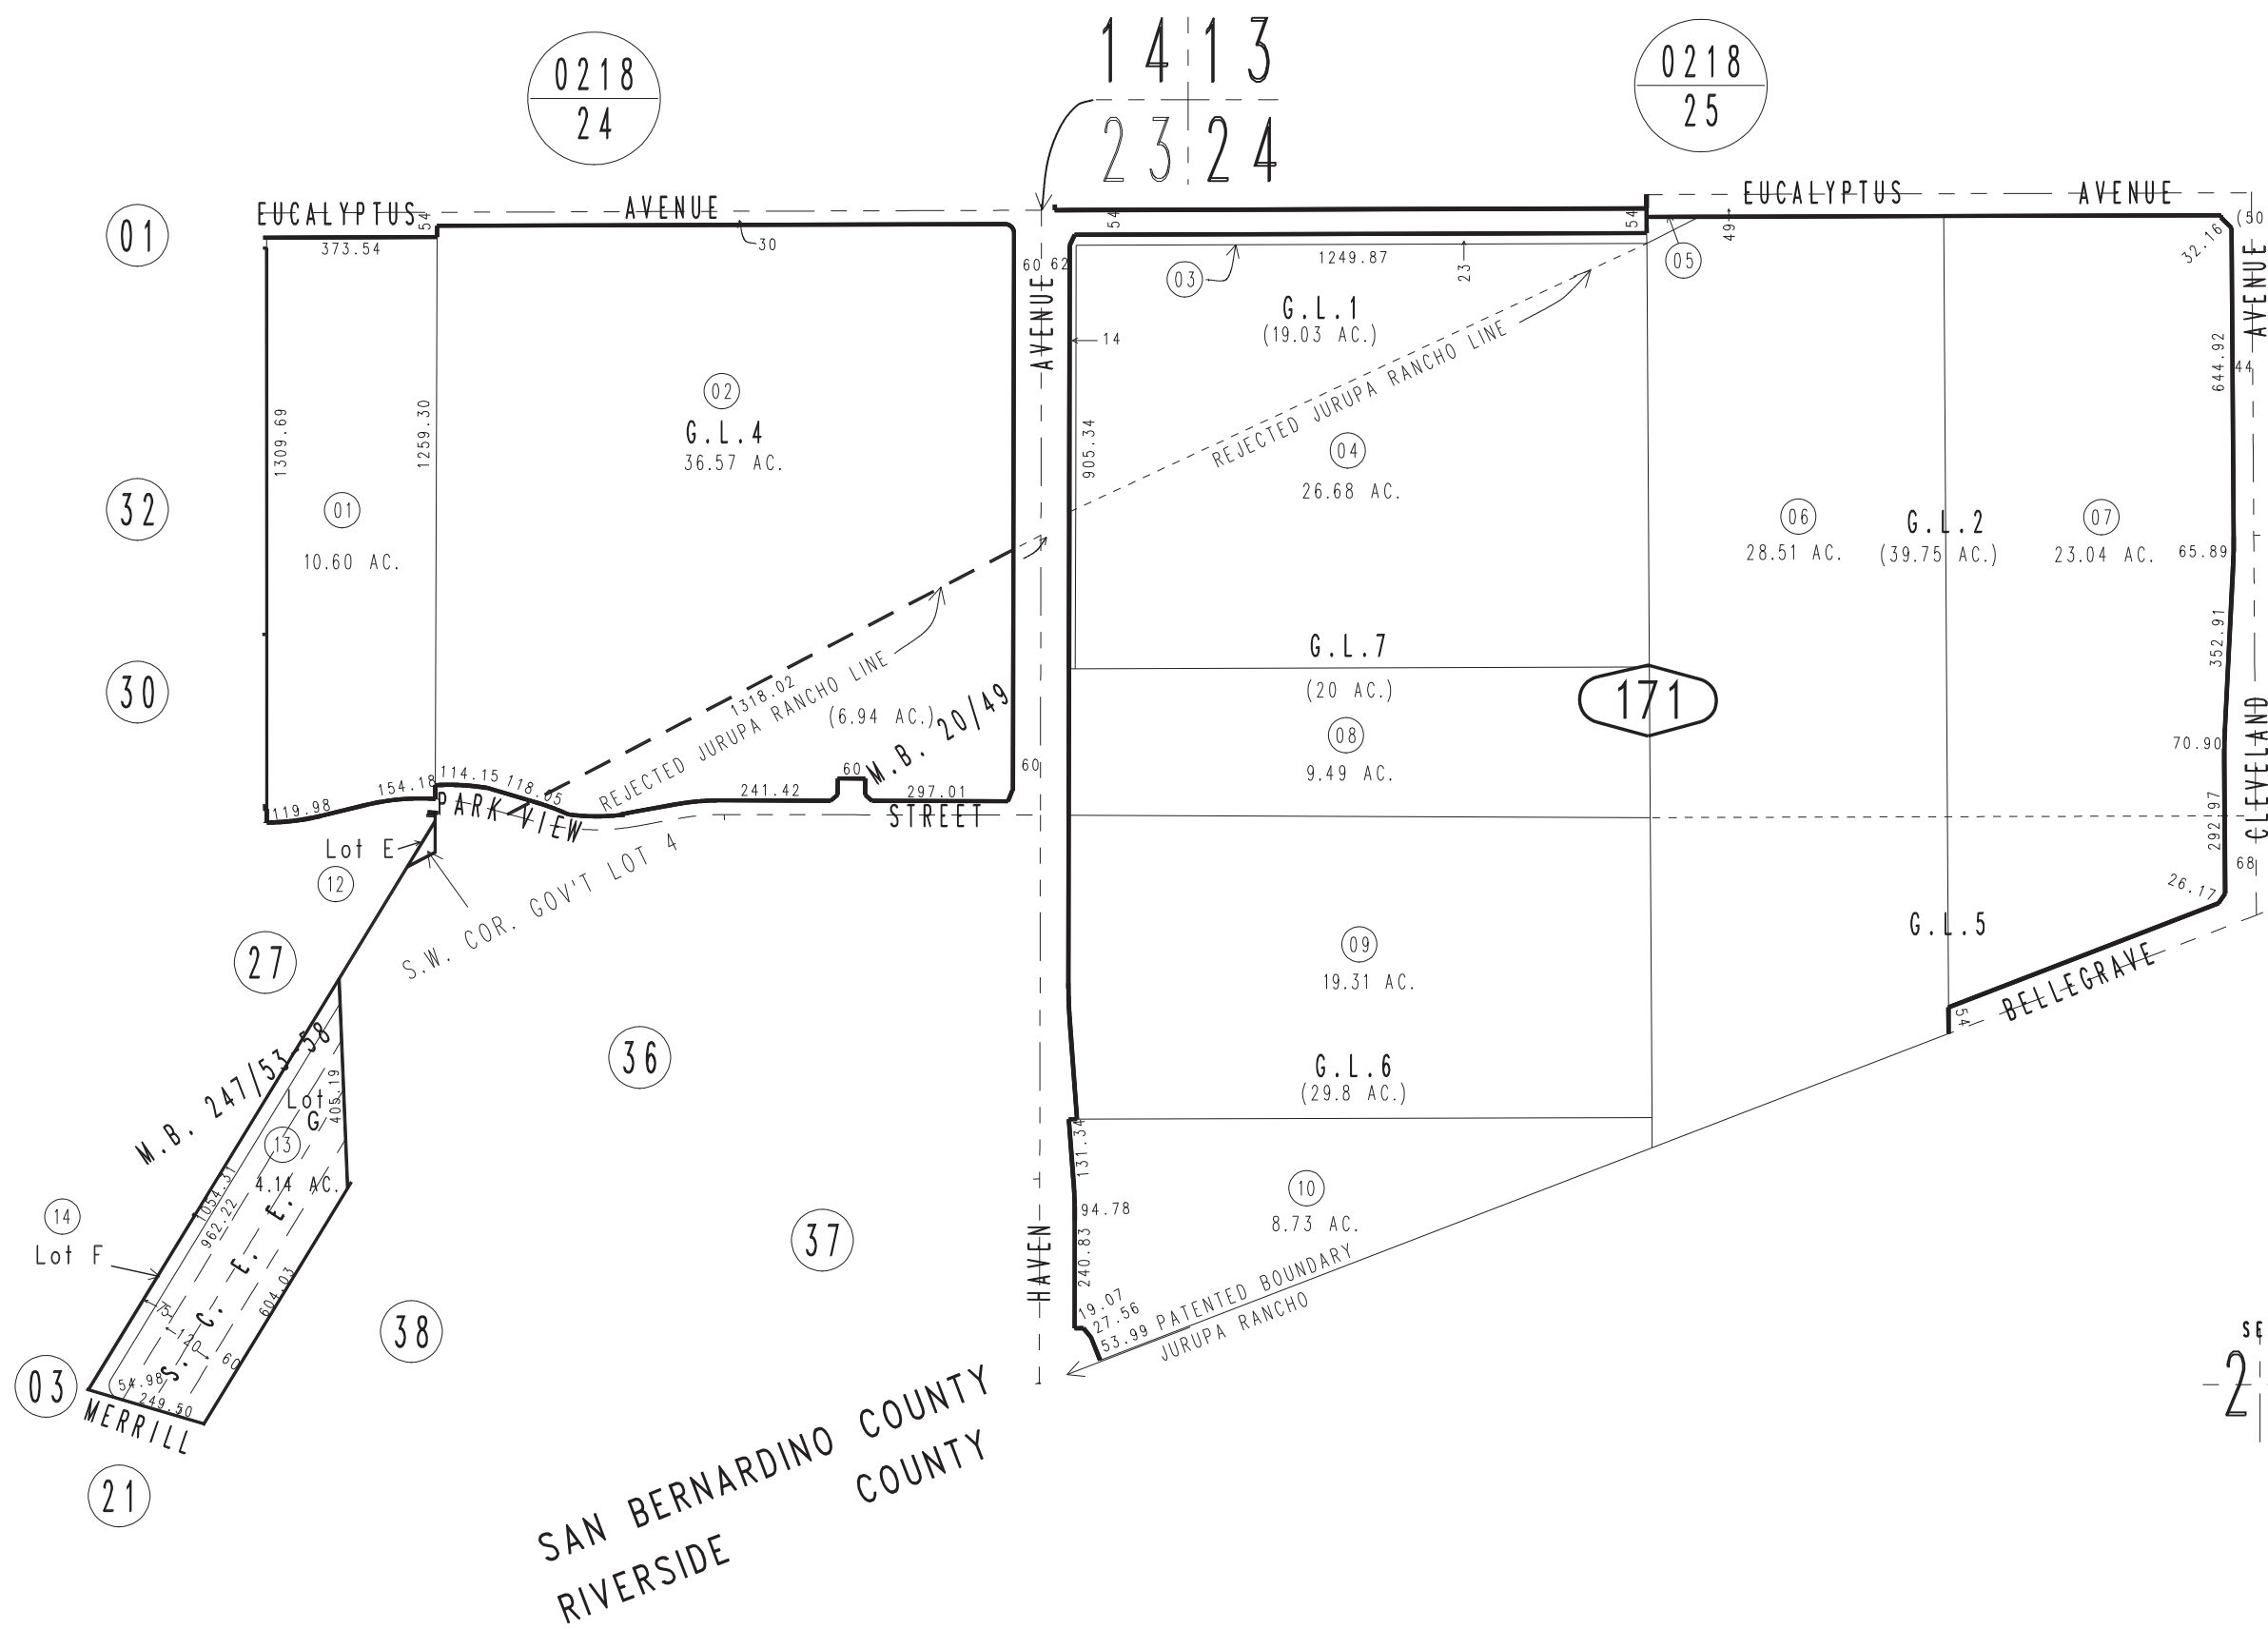 14 13
23 24
0218
24
0218
25
EUCALYPTUS AVENUE
EUCALYPTUS AVENUE
01
32
30
54
373.54
30
54
54
49
(50
32.16
60 62
03
1249.87
23
05
AVENUE
AVENUE
G.L.1
(19.03 AC.)
14
REJECTED JURUPA RANCHO LINE
1309.69
1259.30
02
G.L.4
36.57 AC.
905.34
04
26.68 AC.
644.92
44
01
10.60 AC.
06
28.51 AC.
G.L.2
(39.75 AC.)
07
23.04 AC.
65.89
352.91
1318.02
REJECTED JURUPA RANCHO LINE
(6.94 AC.)
M.B. 20/49
G.L.7
(20 AC.)
171
08
9.49 AC.
70.90
CLEVELAND
119.98
154.18
114.15
118.05
241.42
60
297.01
60
PARK VIEW STREET
292.97
68
26.17
Lot E
12
S.W. COR. GOV'T LOT 4
27
09
19.31 AC.
G.L.5
BELLEGRAVE
54
M.B. 247/53-58
36
G.L.6
(29.8 AC.)
Lot
G
405.19
13
4.14 AC.
131.34
94.78
240.83
10
8.73 AC.
14
Lot F
1054.31
962.22
S. C. E. E.
604.03
75
120
60
54.98
249.50
37
38
HAVEN
19.07
27.56
53.99
PATENTED BOUNDARY
JURUPA RANCHO
03
MERRILL
21
SAN BERNARDINO COUNTY
RIVERSIDE COUNTY
SE
2